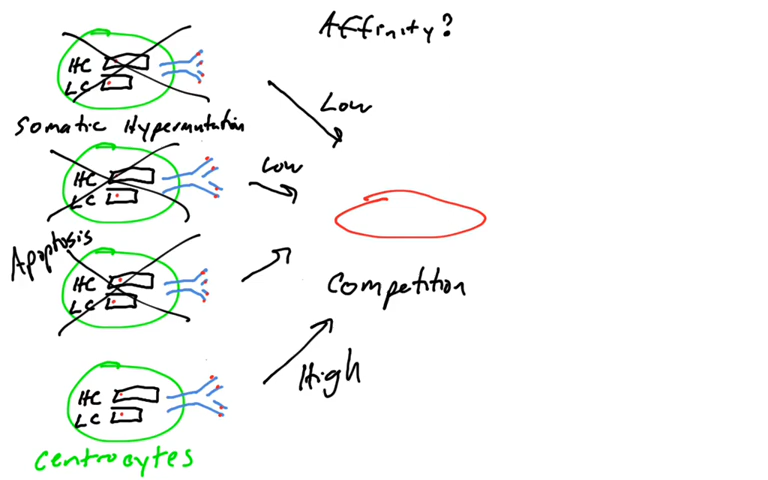 Affinity?
HC
LC
Low
Somatic Hypermutation
Low
HC
LC
Apoptosis
HC
LC
Competition
High
HC
LC
Centrocytes